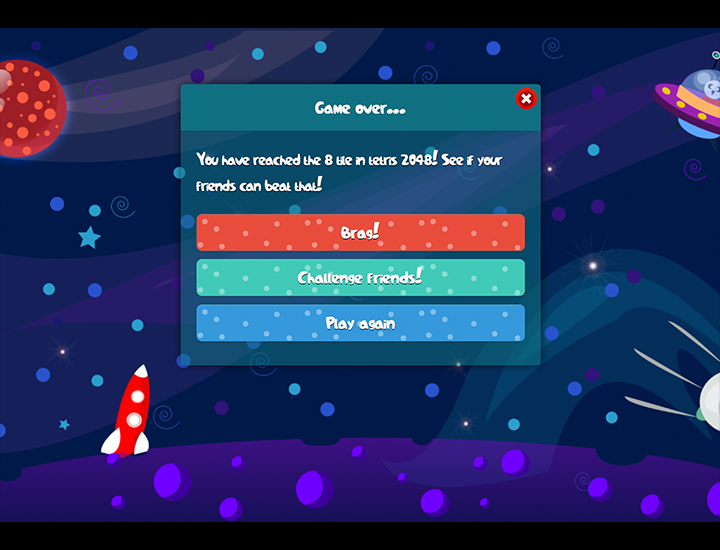 Game over...
You have reached the 8 tile in tetris 2048! See if your
friends can beat that!
Brag!
Challenge friends!
Play again